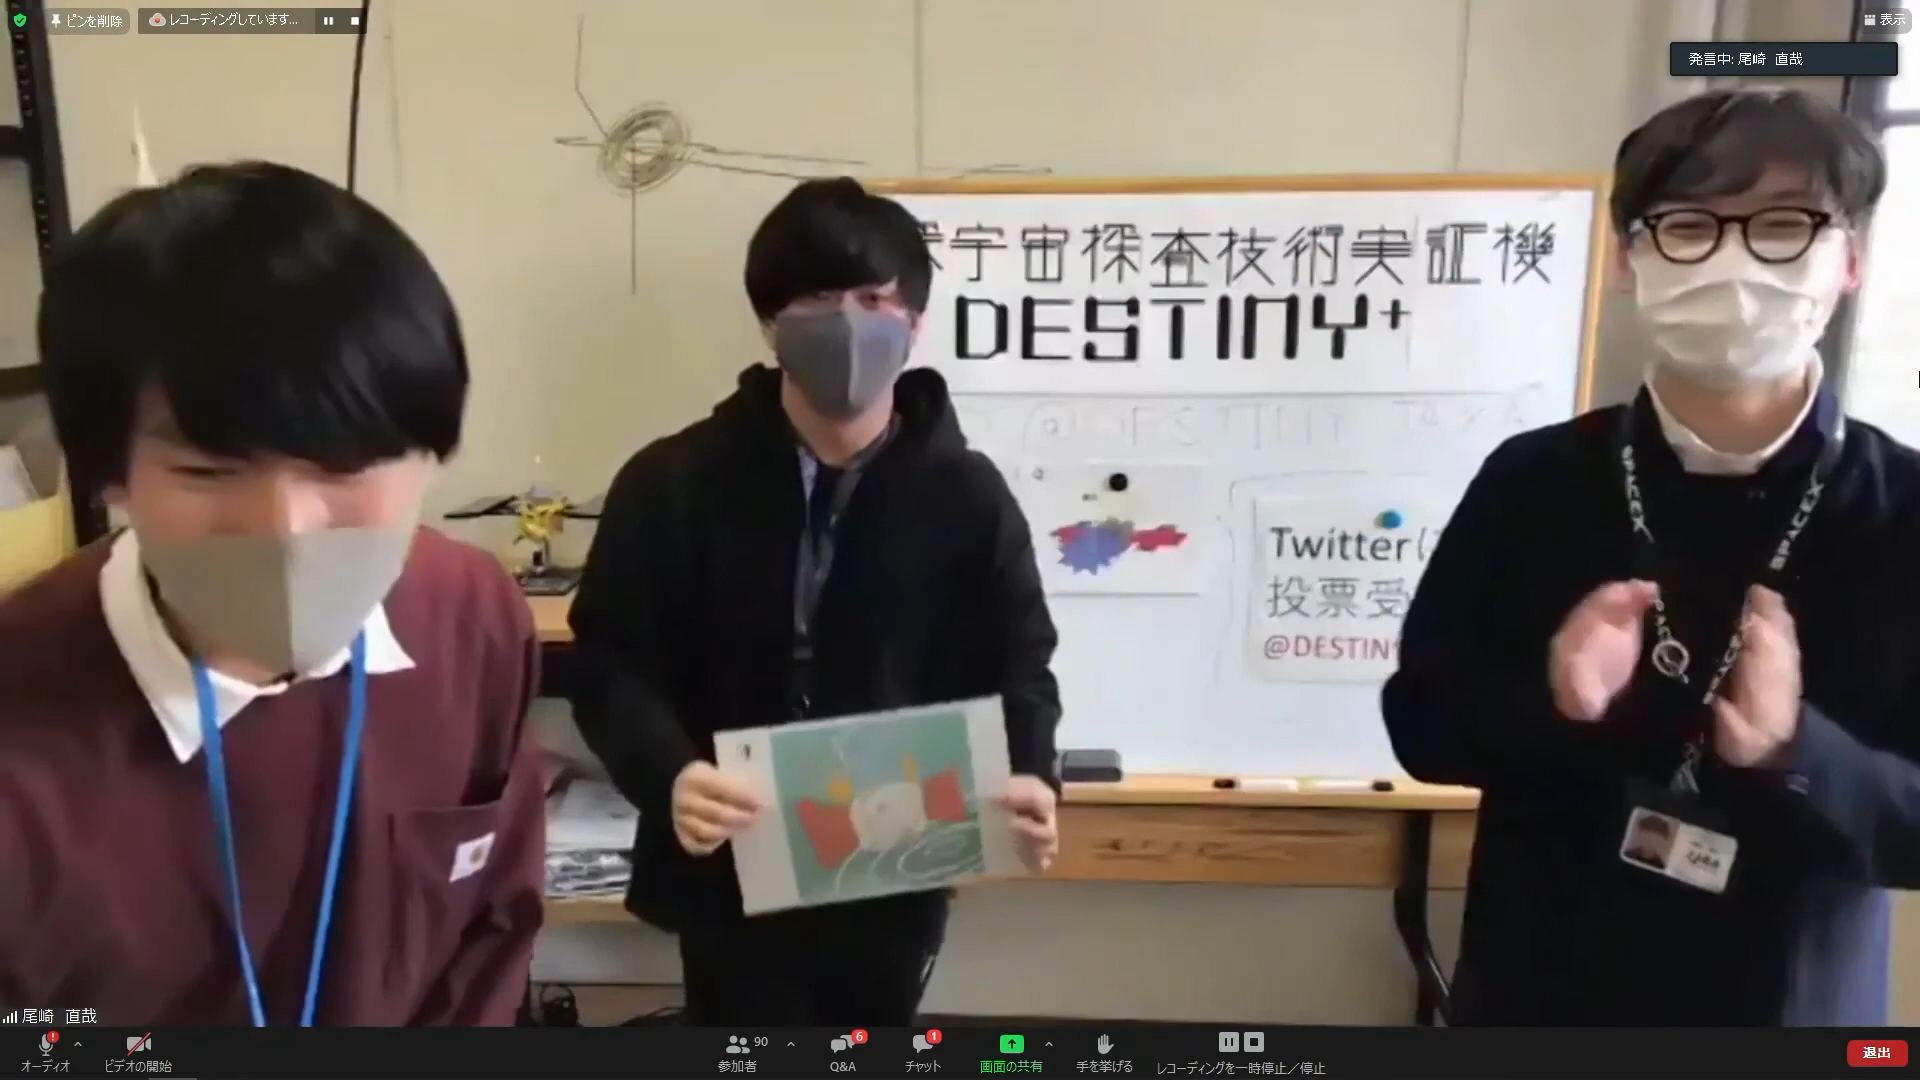 ピンを削除
レコーディングしています...
表示
発言中: 尾崎 直哉
深宇宙探査技術実証機
DESTINY+
Twitter
投票受
@DESTIN
SPACEX
尾崎 直哉
オーディオ
ビデオの開始
90
参加者
6
Q&A
1
チャット
画面の共有
手を挙げる
レコーディングを一時停止/停止
退出